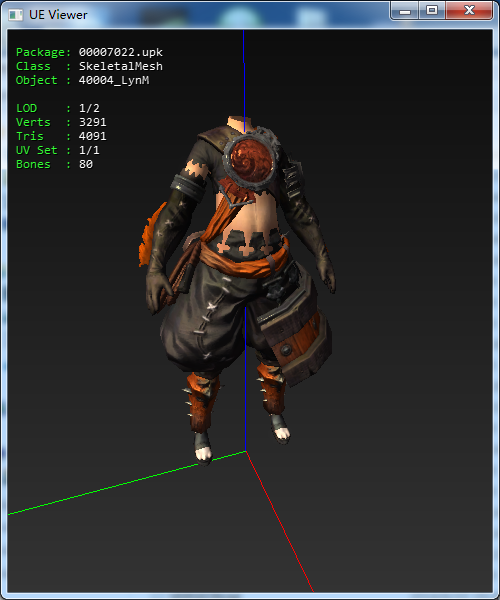 UE Viewer
Package: 00007022.upk
Class : SkeletalMesh
Object : 40004_LynM
LOD : 1/2
Verts : 3291
Tris : 4091
UV Set : 1/1
Bones : 80